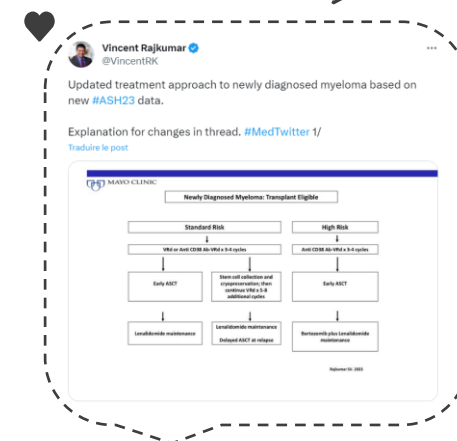 Vincent Rajkumar
@VincentRK
Updated treatment approach to newly diagnosed myeloma based on
new #ASH23 data.
Explanation for changes in thread. #MedTwitter 1/
Traduire le post
MAYO CLINIC
Newly Diagnosed Myeloma: Transplant Eligible
Standard Risk
High Risk
VRd or Anti CD38 Ab-VRd x 3-4 cycles
Anti CD38 Ab-VRd x 3-4 cycles
Early ASCT
Stem cell collection and
cryopreservation; then
continue VRd x 5-8
additional cycles
Early ASCT
Lenalidomide maintenance
Lenalidomide maintenance
Delayed ASCT at relapse
Bortezomib plus Lenalidomide
maintenance
Rajkumar SV. 2023